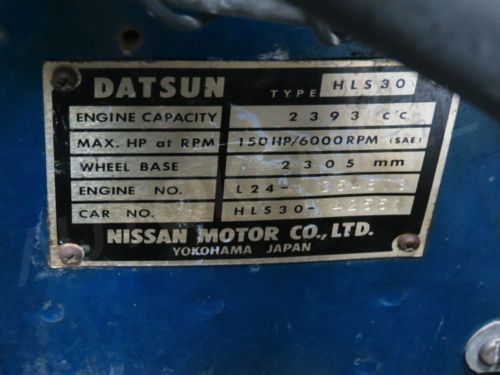 DATSUN TYPE HLS30
ENGINE CAPACITY 2393 cc
MAX. HP at RPM 150HP/6000RPM (SAE)
WHEEL BASE 2305 mm
ENGINE NO. L24-
CAR NO. HLS30-
NISSAN MOTOR CO., LTD.
YOKOHAMA JAPAN